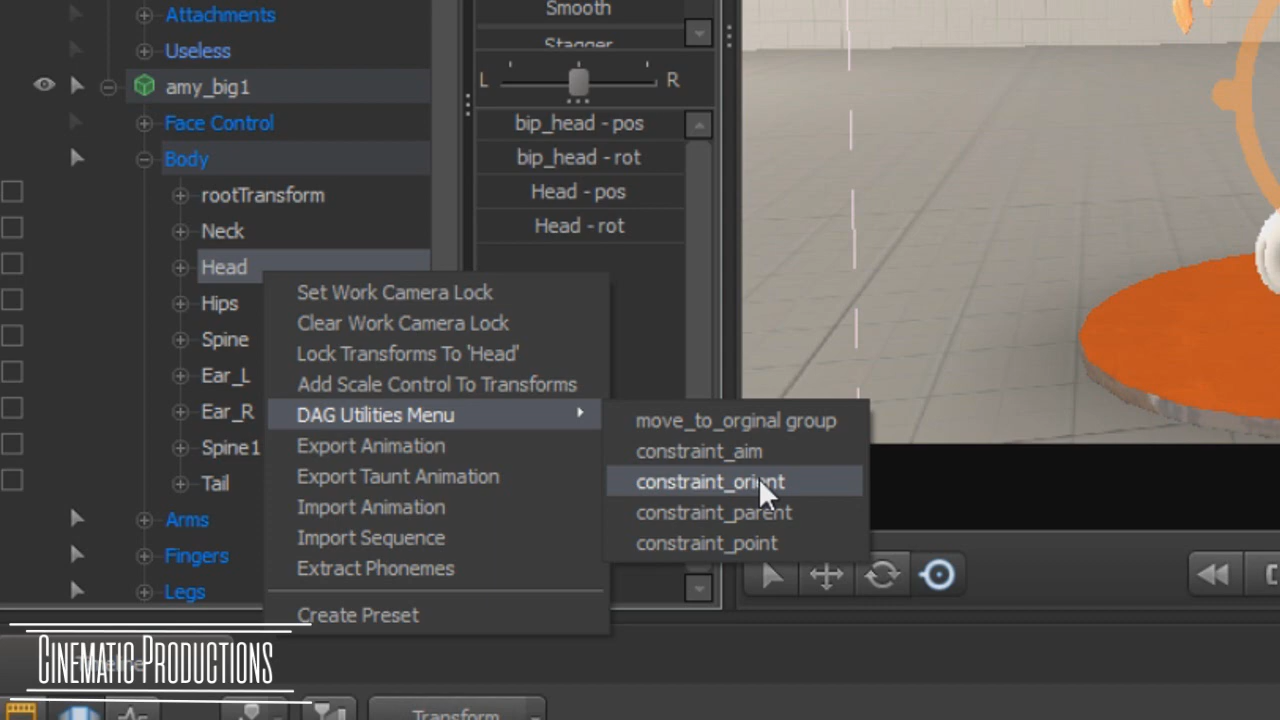 Attachments
Useless
amy_big1
Face Control
Body
rootTransform
Neck
Head
Hips
Spine
Ear_L
Ear_R
Spine1
Tail
Arms
Fingers
Legs
Smooth
Stagger
L R
bip_head - pos
bip_head - rot
Head - pos
Head - rot
Set Work Camera Lock
Clear Work Camera Lock
Lock Transforms To 'Head'
Add Scale Control To Transforms
DAG Utilities Menu
Export Animation
Export Taunt Animation
Import Animation
Import Sequence
Extract Phonemes
Create Preset
move_to_orginal group
constraint_aim
constraint_orient
constraint_parent
constraint_point
Cinematic Productions
Timeline
Transform